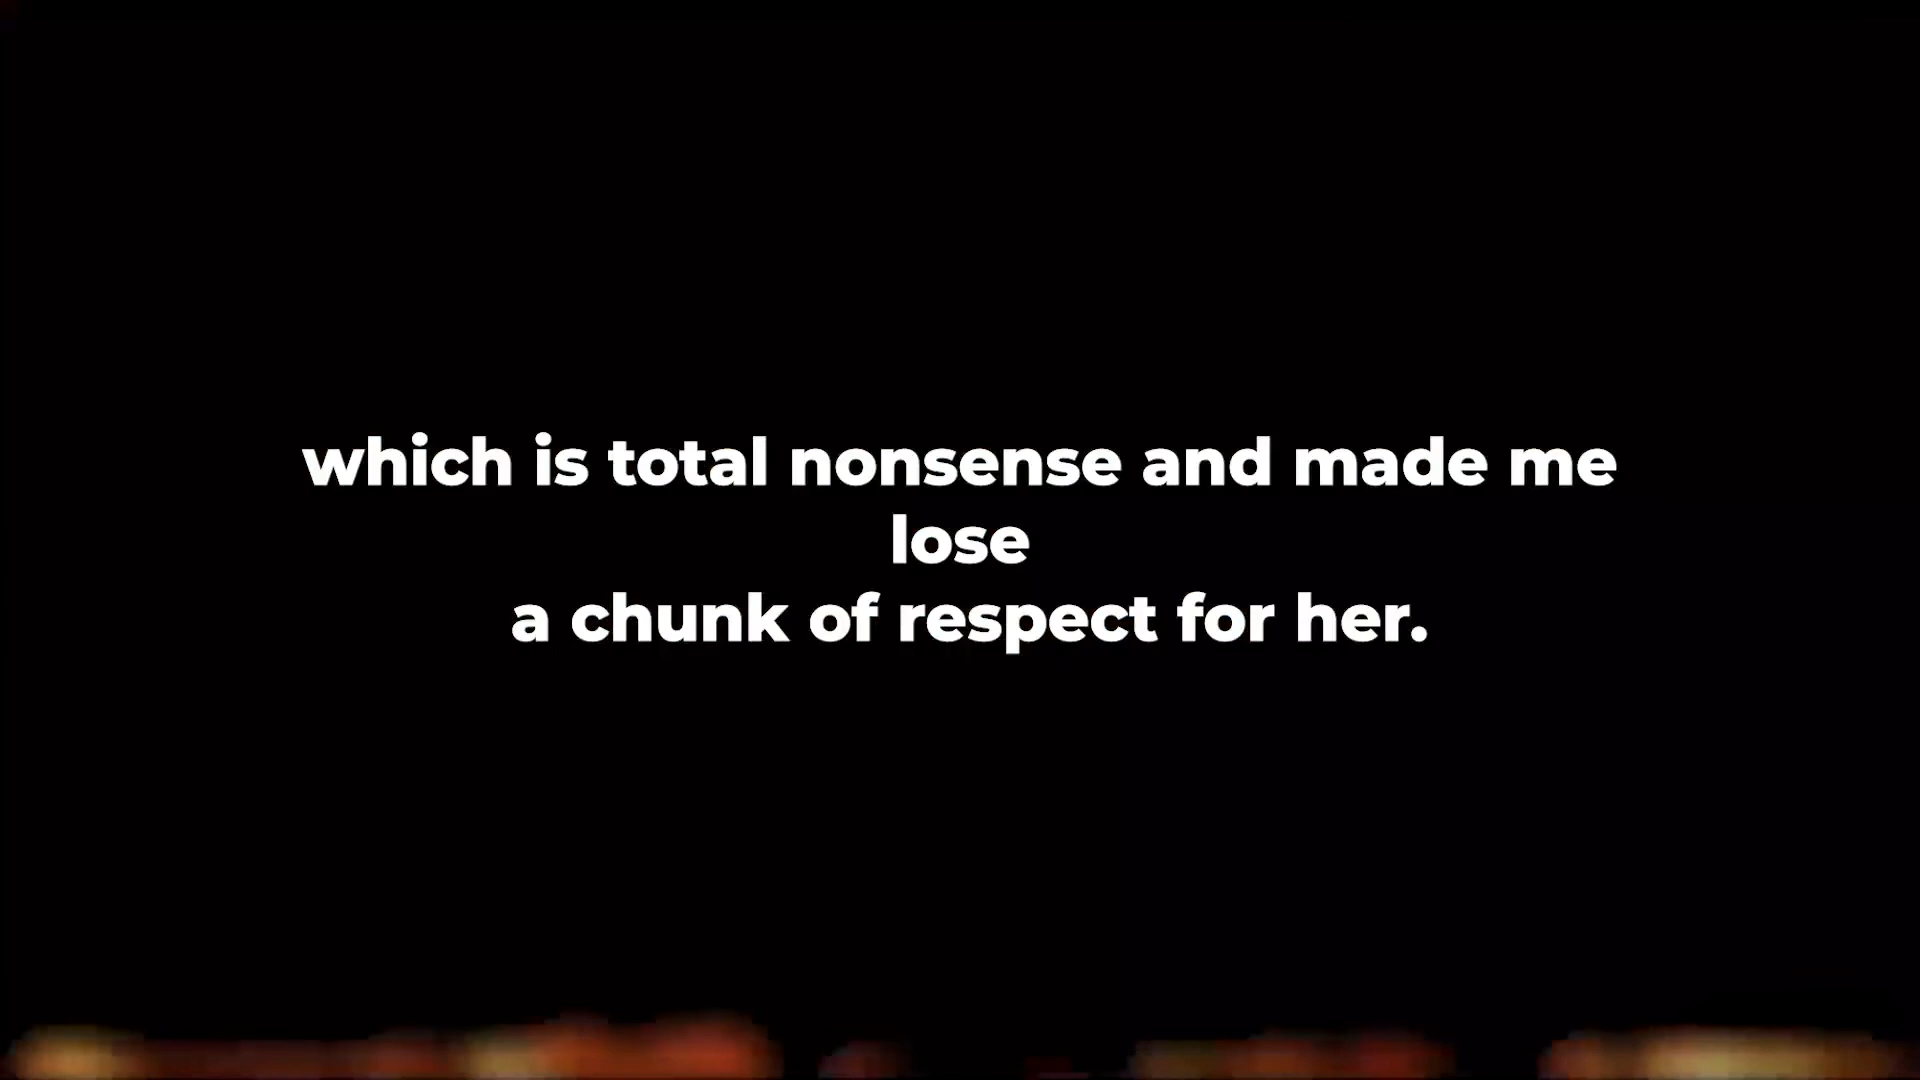 which is total nonsense and made me
lose
a chunk of respect for her.